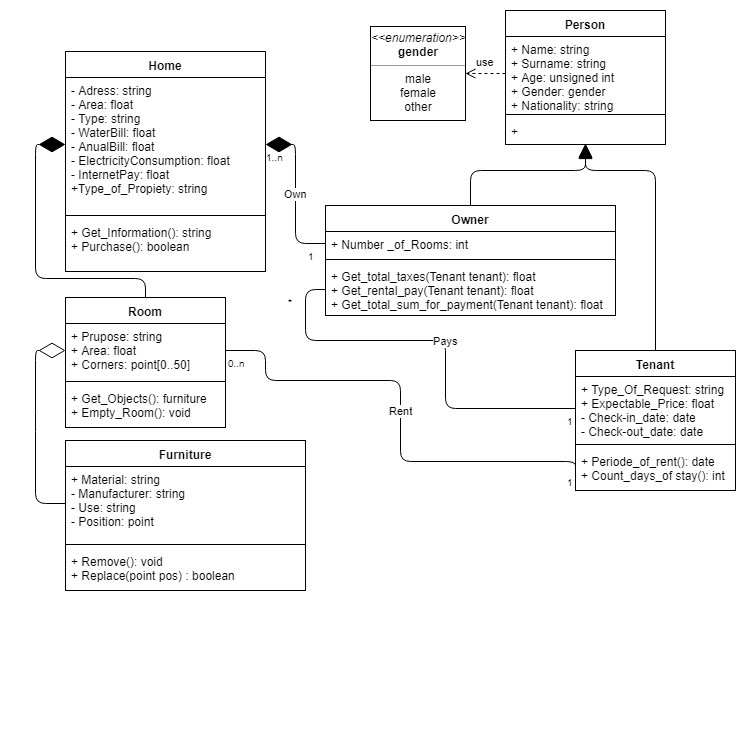 Person
+ Name: string
+ Surname: string
+ Age: unsigned int
+ Gender: gender
+ Nationality: string
+
<<enumeration>>
gender
male
female
other
use
Home
- Adress: string
- Area: float
- Type: string
- WaterBill: float
- AnualBill: float
- ElectricityConsumption: float
- InternetPay: float
+Type_of_Propiety: string
+ Get_Information(): string
+ Purchase(): boolean
1..n
Own
1
Owner
+ Number _of_Rooms: int
+ Get_total_taxes(Tenant tenant): float
+ Get_rental_pay(Tenant tenant): float
+ Get_total_sum_for_payment(Tenant tenant): float
*
Pays
1
Room
+ Prupose: string
+ Area: float
+ Corners: point[0..50]
+ Get_Objects(): furniture
+ Empty_Room(): void
0..n
Rent
1
Tenant
+ Type_Of_Request: string
+ Expectable_Price: float
- Check-in_date: date
- Check-out_date: date
+ Periode_of_rent(): date
+ Count_days_of stay(): int
Furniture
+ Material: string
- Manufacturer: string
- Use: string
- Position: point
+ Remove(): void
+ Replace(point pos) : boolean